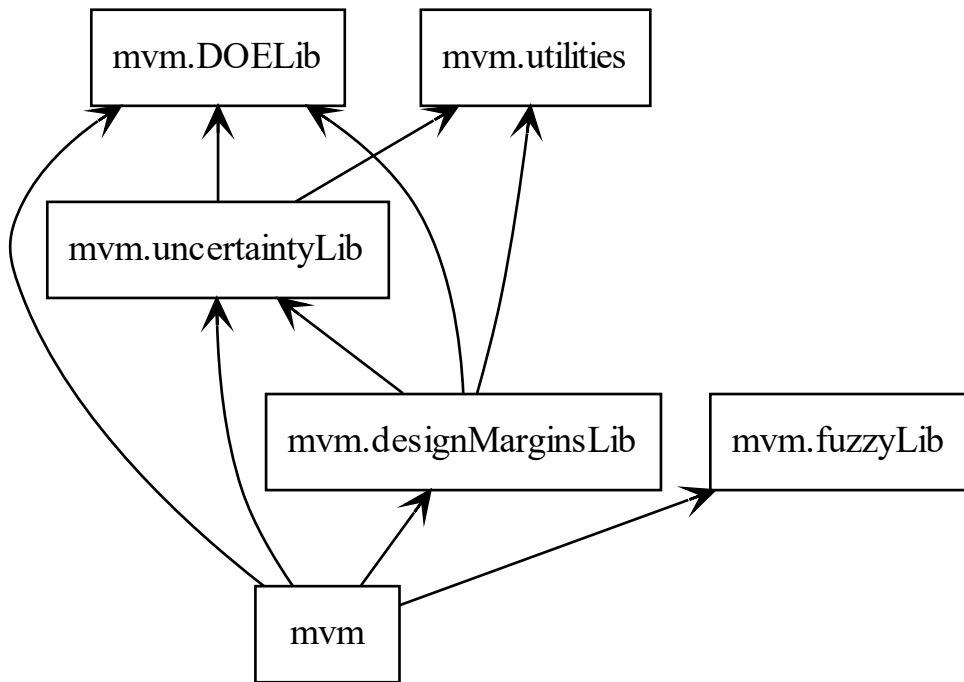 mvm.DOELib
mvm.utilities
mvm.uncertaintyLib
mvm.designMarginsLib
mvm.fuzzyLib
mvm